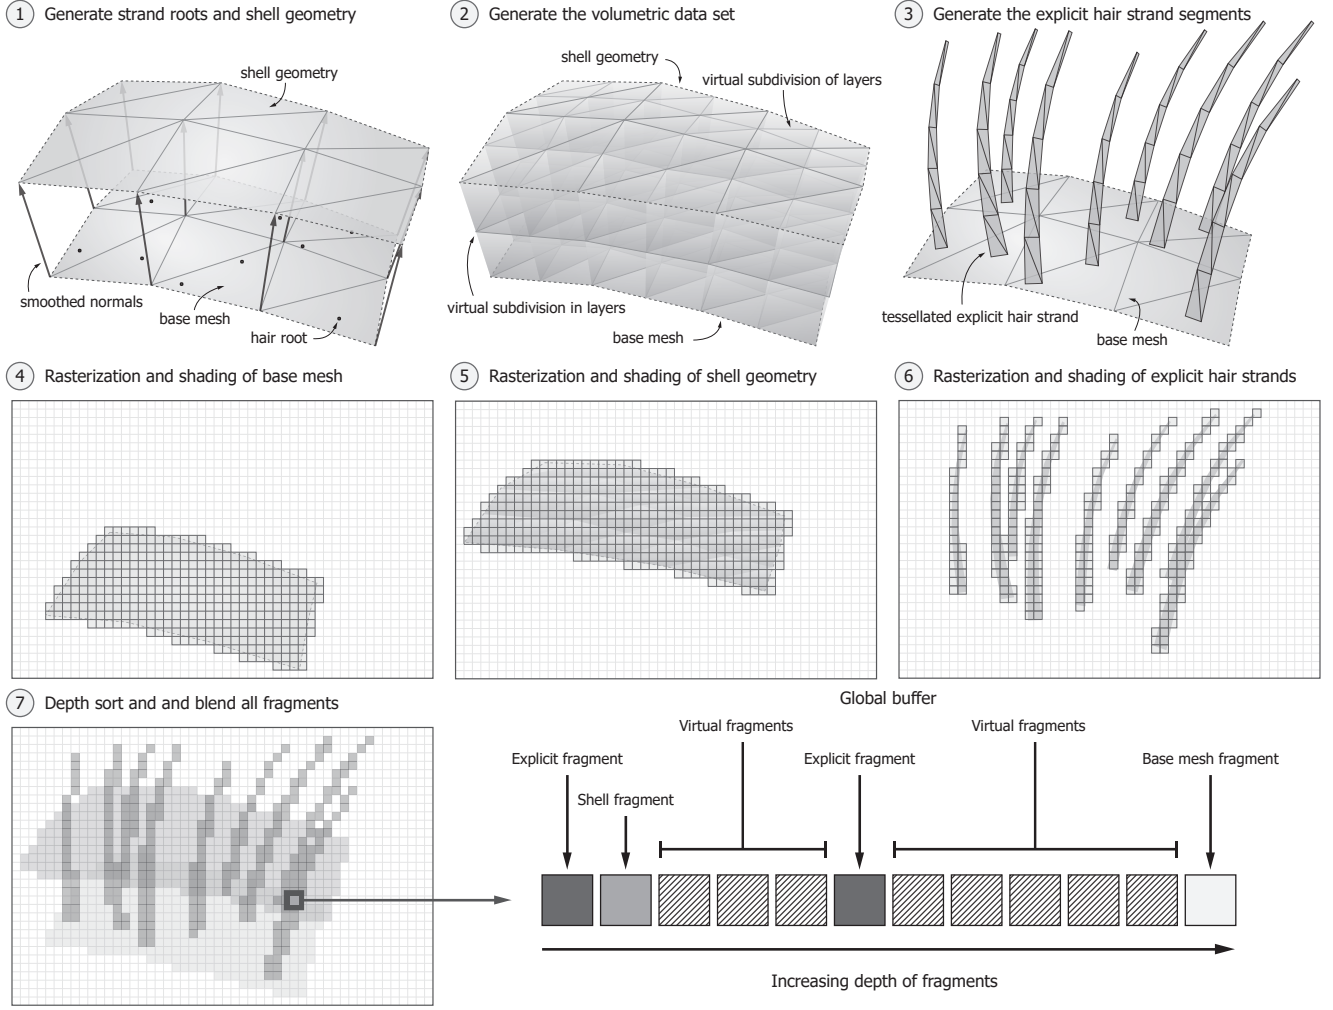 1 Generate strand roots and shell geometry
shell geometry
smoothed normals
base mesh
hair root
2 Generate the volumetric data set
shell geometry
virtual subdivision of layers
virtual subdivision in layers
base mesh
3 Generate the explicit hair strand segments
tessellated explicit hair strand
base mesh
4 Rasterization and shading of base mesh
5 Rasterization and shading of shell geometry
6 Rasterization and shading of explicit hair strands
7 Depth sort and and blend all fragments
Global buffer
Virtual fragments
Virtual fragments
Explicit fragment
Explicit fragment
Base mesh fragment
Shell fragment
Increasing depth of fragments